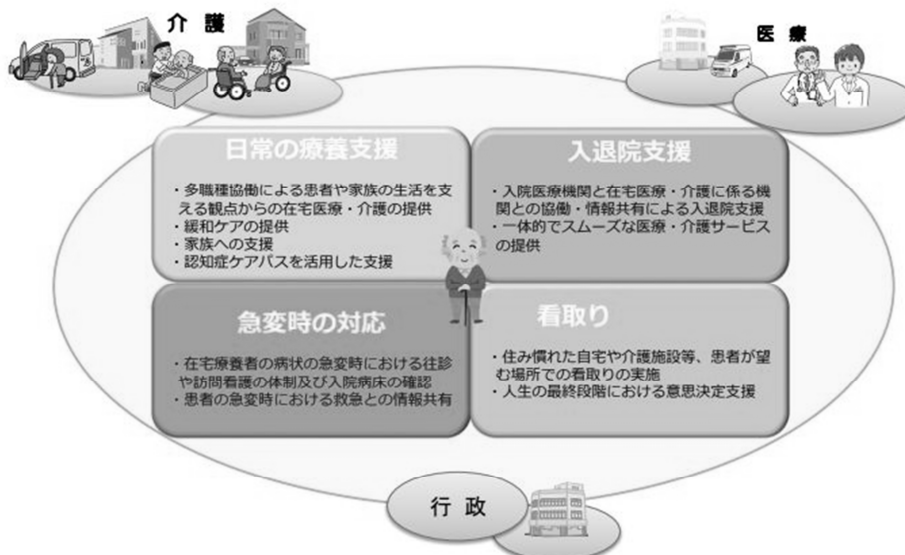 介護
医療
日常の療養支援
・多職種協働による患者や家族の生活を支
える観点からの在宅医療・介護の提供
・緩和ケアの提供
・家族への支援
・認知症ケアパスを活用した支援
入退院支援
・入院医療機関と在宅医療・介護に係る機
関との協働・情報共有による入退院支援
・一体的でスムーズな医療・介護サービス
の提供
急変時の対応
・在宅療養者の病状の急変時における往診
や訪問看護の体制及び入院病床の確認
・患者の急変時における救急との情報共有
看取り
・住み慣れた自宅や介護施設等、患者が望
む場所での看取りの実施
・人生の最終段階における意思決定支援
行政